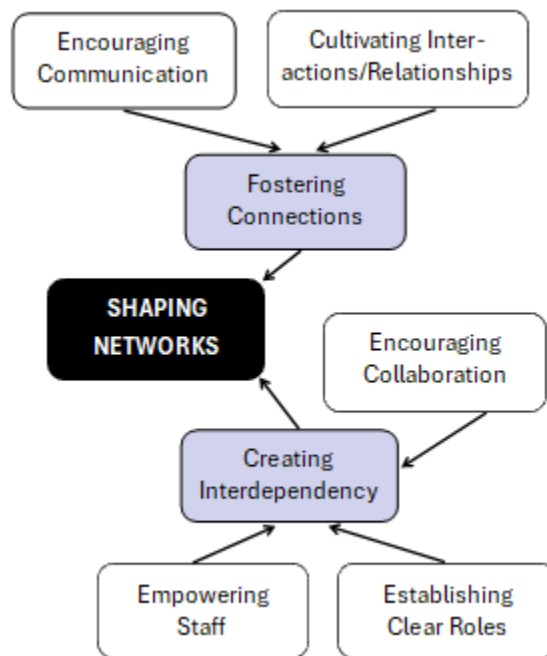 Encouraging
Communication
Cultivating Inter-
actions/Relationships
Fostering
Connections
SHAPING
NETWORKS
Encouraging
Collaboration
Creating
Interdependency
Empowering
Staff
Establishing
Clear Roles